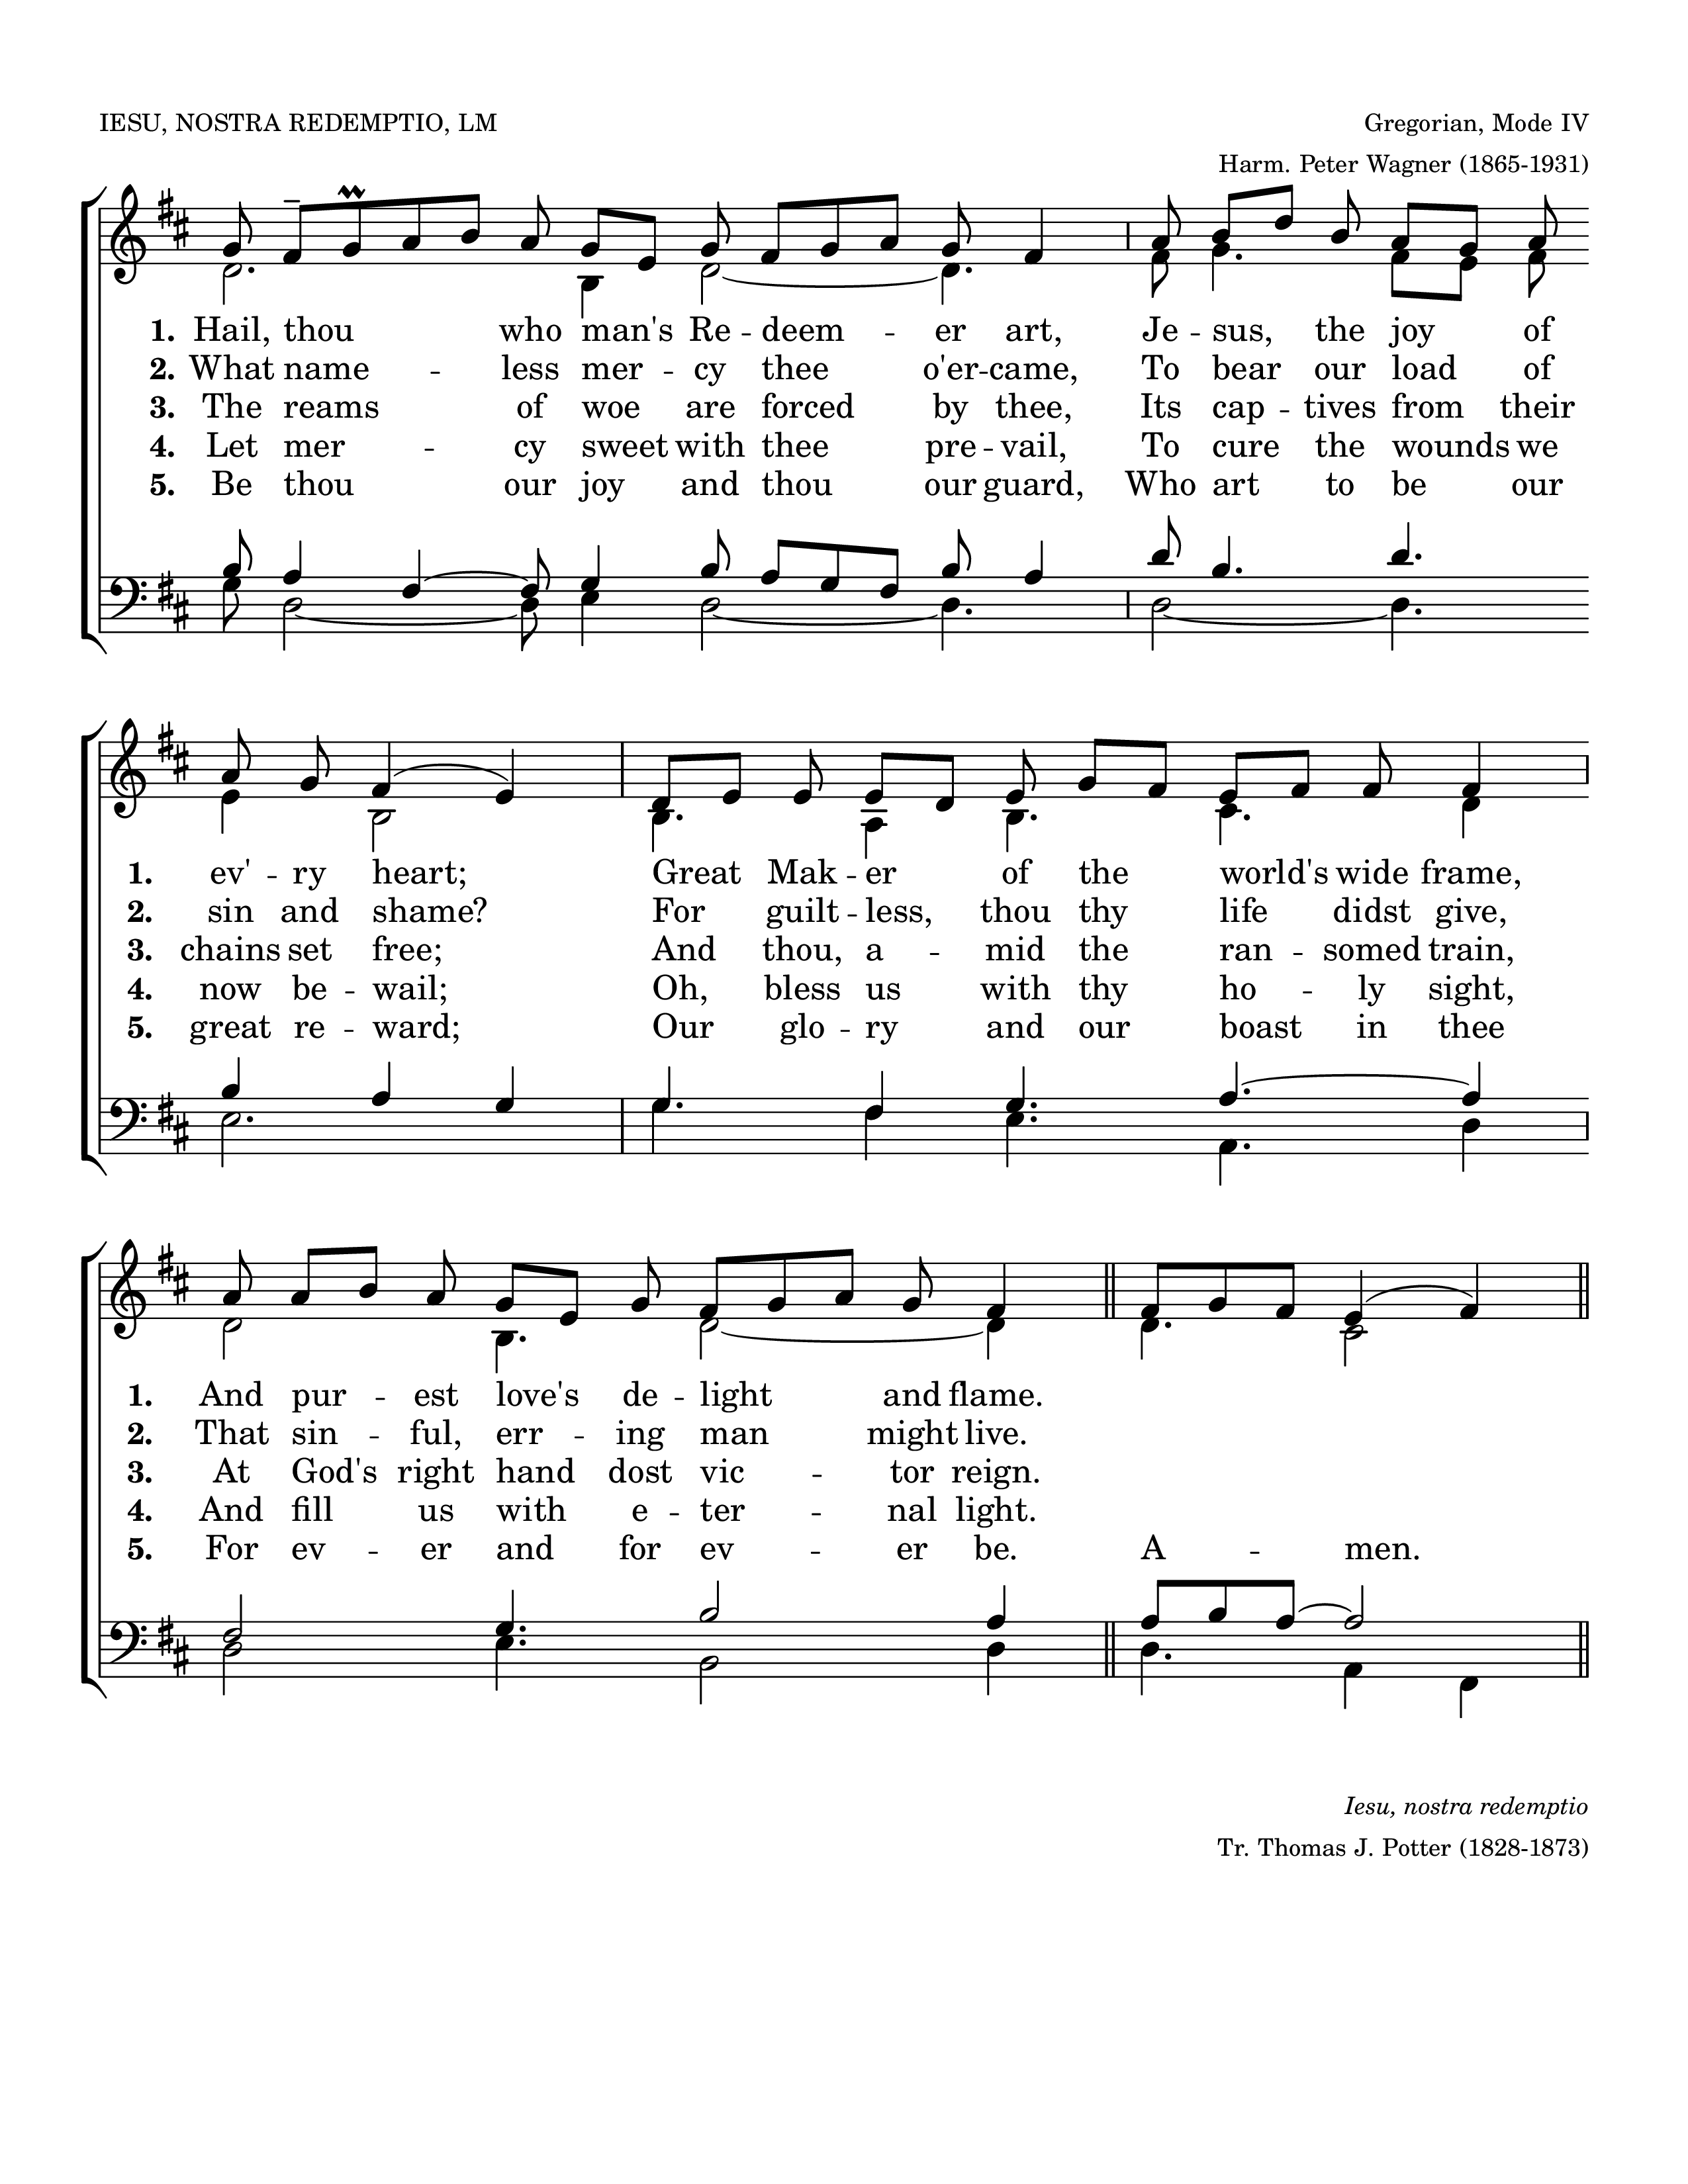 IESU, NOSTRA REDEMPTIO, LM
Gregorian, Mode IV
Harm. Peter Wagner (1865-1931)
1. Hail, thou who man's Re -- deem -- er art, Je -- sus, the joy of
2. What name -- less mer -- cy thee o'er -- came, To bear our load of
3. The reams of woe are forced by thee, Its cap -- tives from their
4. Let mer -- cy sweet with thee pre -- vail, To cure the wounds we
5. Be thou our joy and thou our guard, Who art to be our
1. ev' -- ry heart; Great Mak -- er of the world's wide frame,
2. sin and shame? For guilt -- less, thou thy life didst give,
3. chains set free; And thou, a -- mid the ran -- somed train,
4. now be -- wail; Oh, bless us with thy ho -- ly sight,
5. great re -- ward; Our glo -- ry and our boast in thee
1. And pur -- est love's de -- light and flame.
2. That sin -- ful, err -- ing man might live.
3. At God's right hand dost vic -- tor reign.
4. And fill us with e -- ter -- nal light.
5. For ev -- er and for ev -- er be. A -- men.
Iesu, nostra redemptio
Tr. Thomas J. Potter (1828-1873)